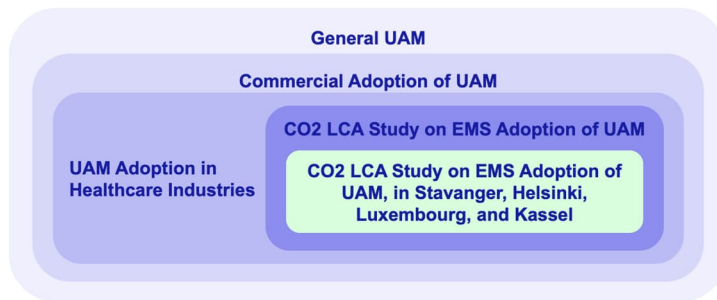 General UAM
Commercial Adoption of UAM
CO2 LCA Study on EMS Adoption of UAM
UAM Adoption in
Healthcare Industries
CO2 LCA Study on EMS Adoption of
UAM, in Stavanger, Helsinki,
Luxembourg, and Kassel